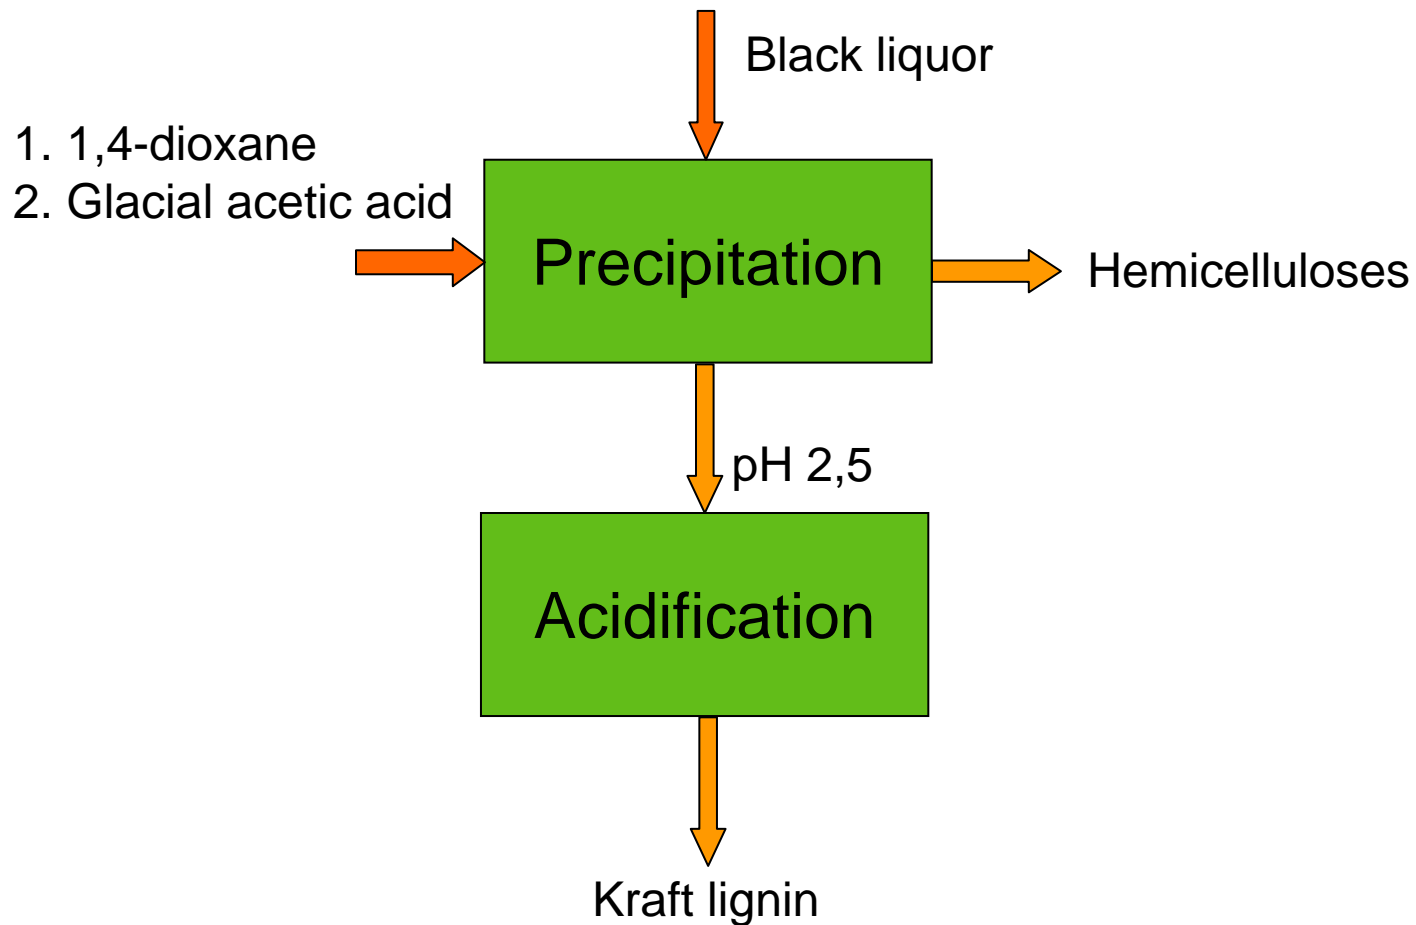 Black liquor
1. 1,4-dioxane
2. Glacial acetic acid
Precipitation
Hemicelluloses
pH 2,5
Acidification
Kraft lignin